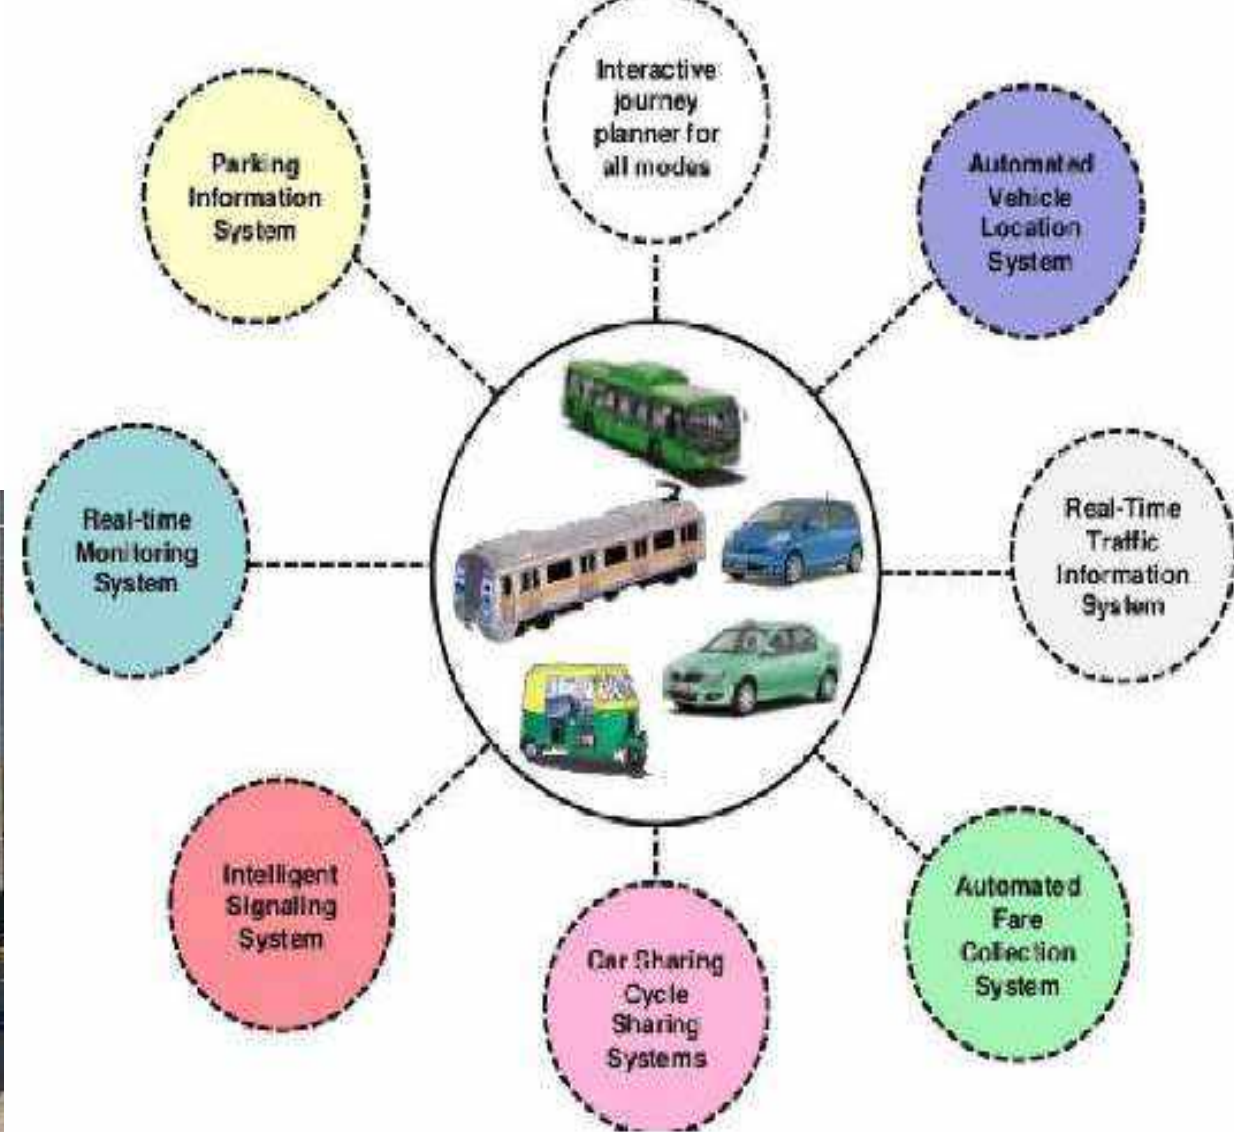 Interactive
journey
planner for
all modes
Automated
Vehicle
Location
System
Real-Time
Traffic
Information
System
Automated
Fare
Collection
System
Car Sharing
Cycle
Sharing
Systems
Intelligent
Signaling
System
Real-time
Monitoring
System
Parking
Information
System